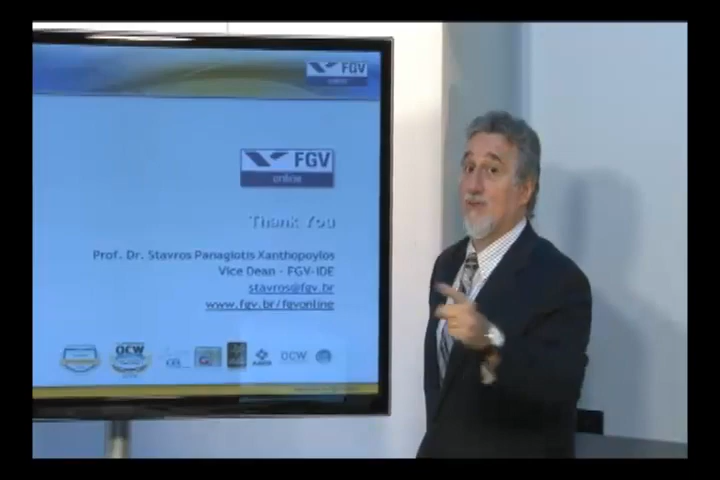 FGV
online
FGV
online
Thank You
Prof. Dr. Stavros Panagiotis Xanthopoylos
Vice Dean - FGV-IDE
stavros@fgv.br
www.fgv.br/fgvonline
OCW
OCW